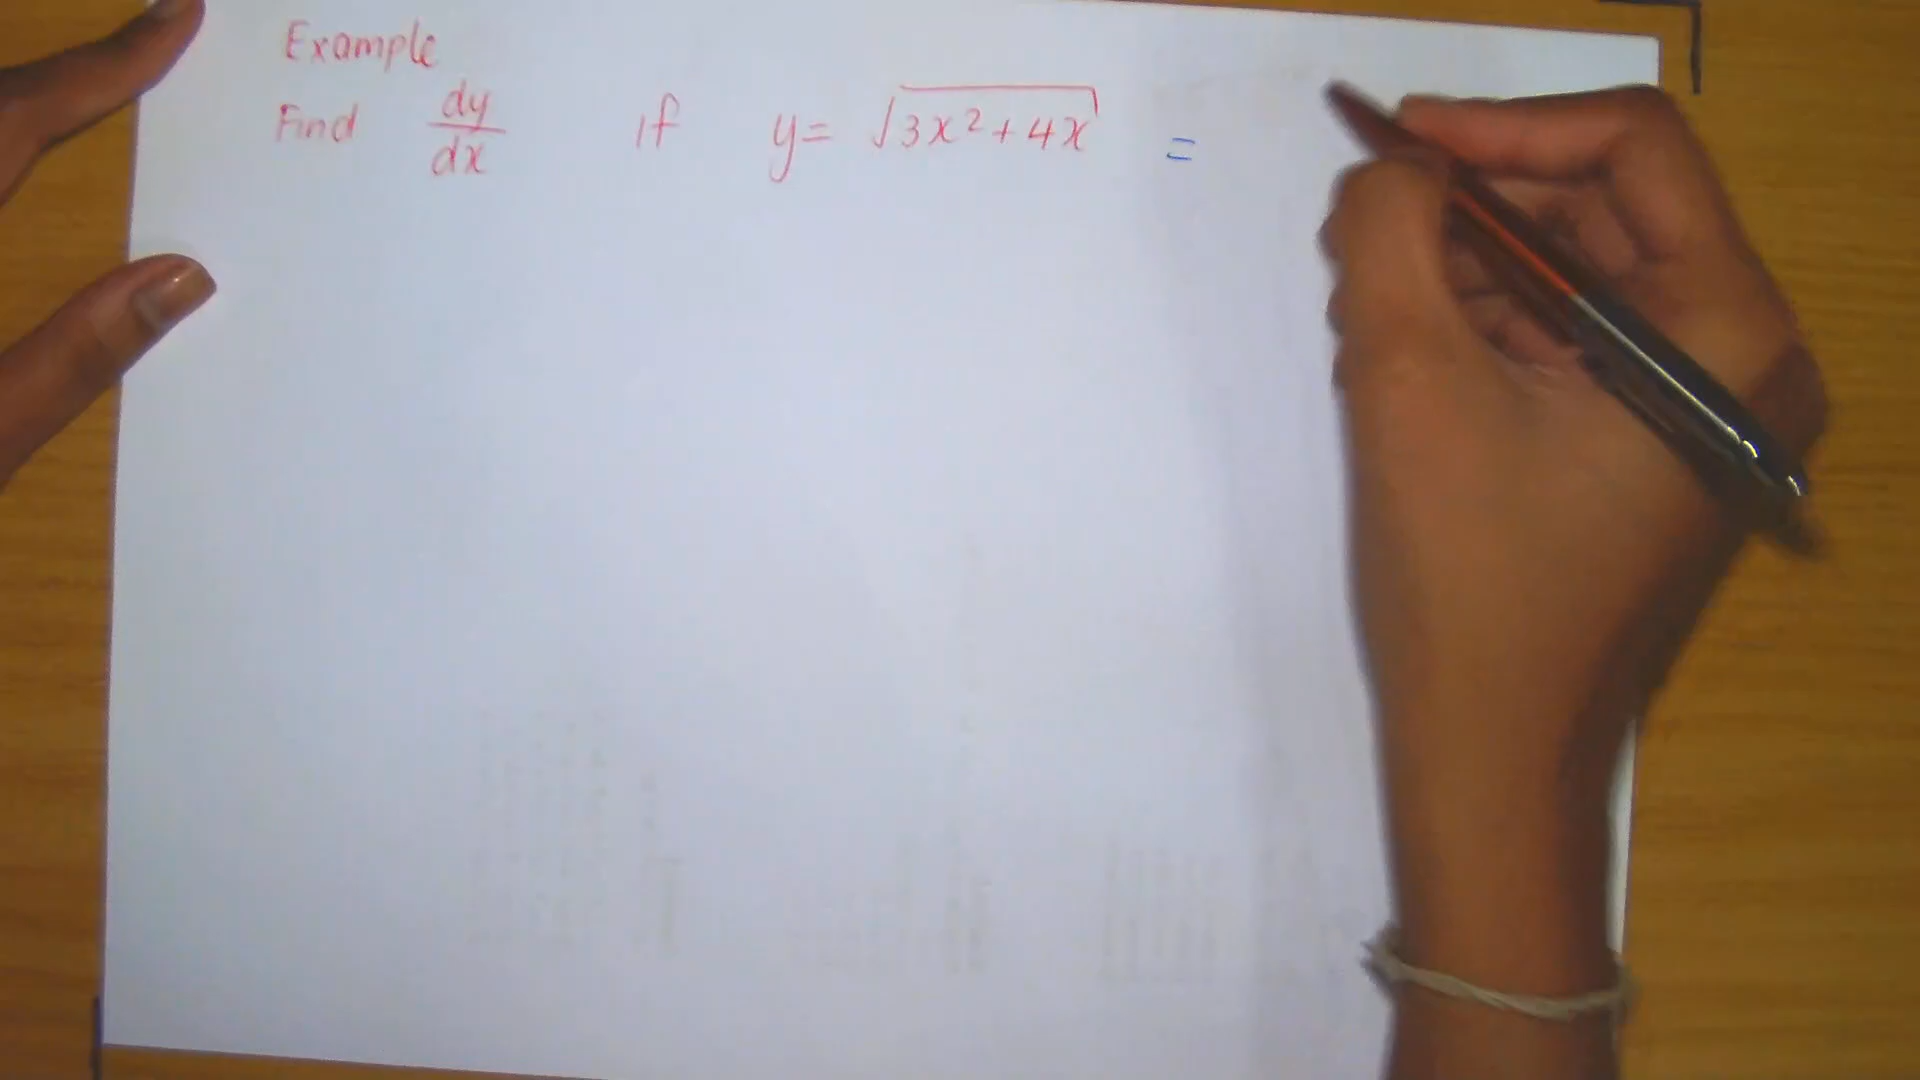 Example
Find dy/dx if y = √(3x² + 4x) =